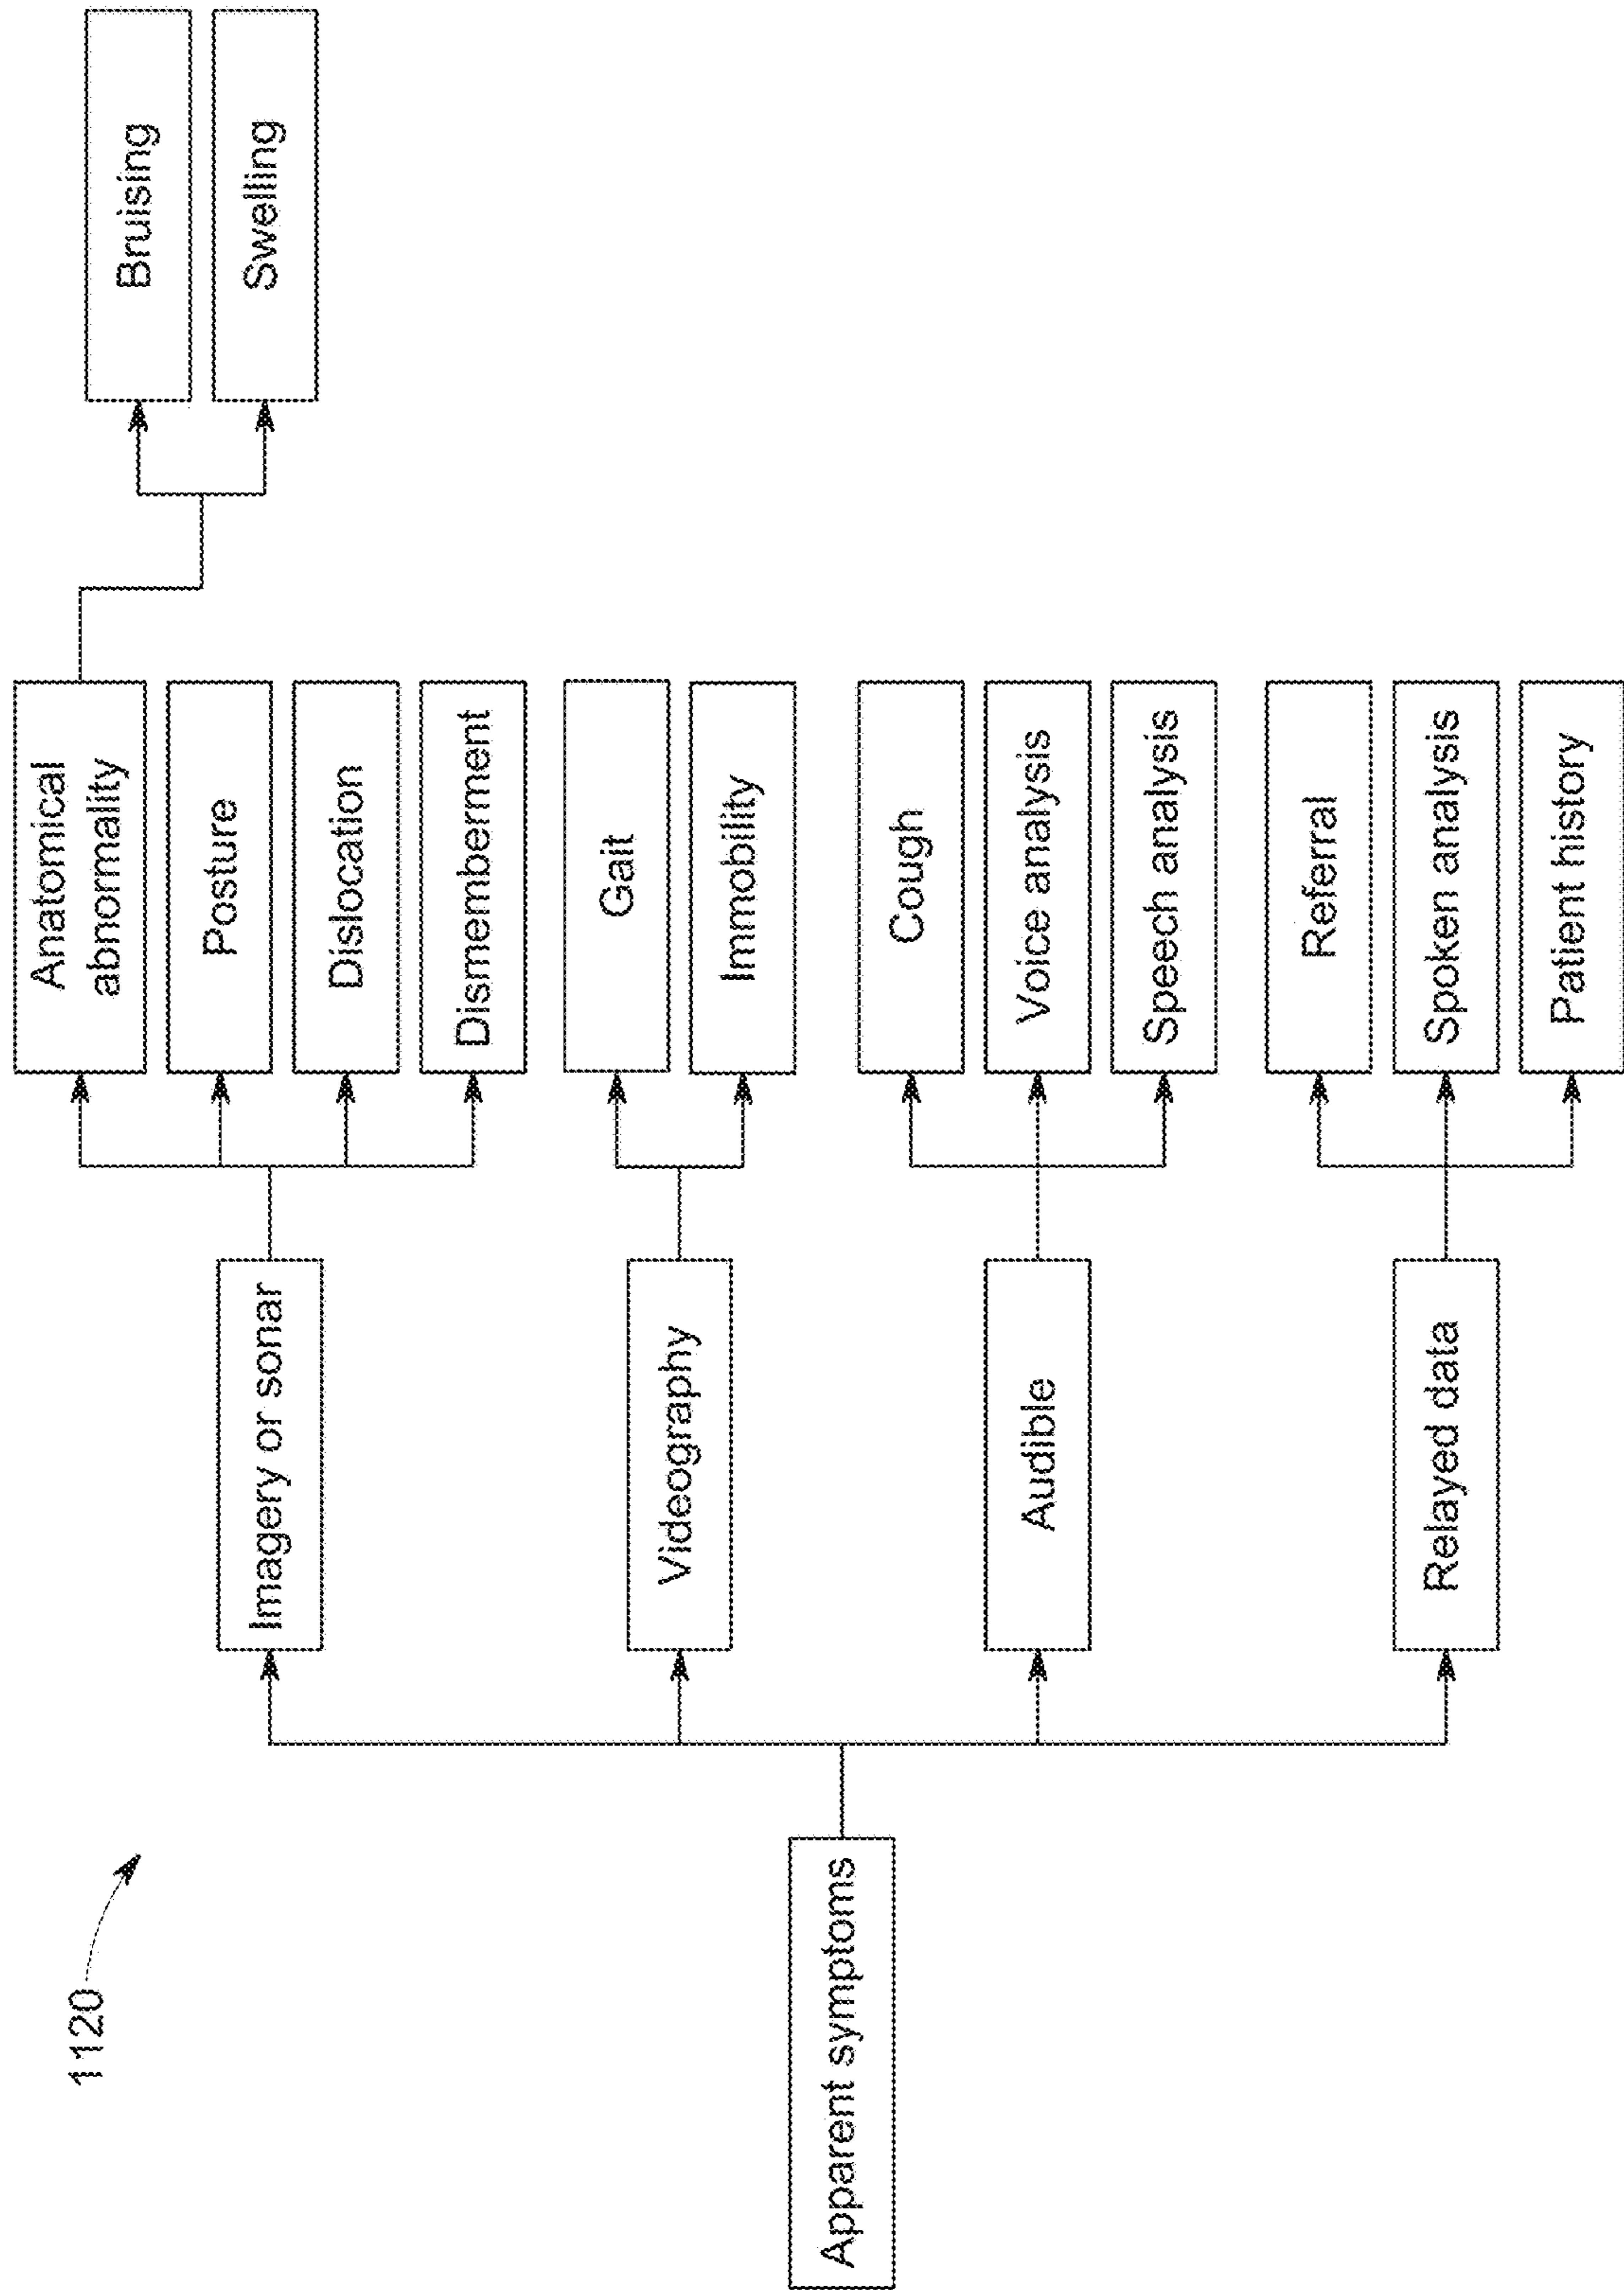 1120
Apparent symptoms
Imagery or sonar
Anatomical
abnomality
Bruising
Swelling
Posture
Dislocation
Dismemberment
Videography
Gait
Immobility
Audible
Cough
Voice analysis
Speech analysis
Relayed data
Referral
Spoken analysis
Patient history